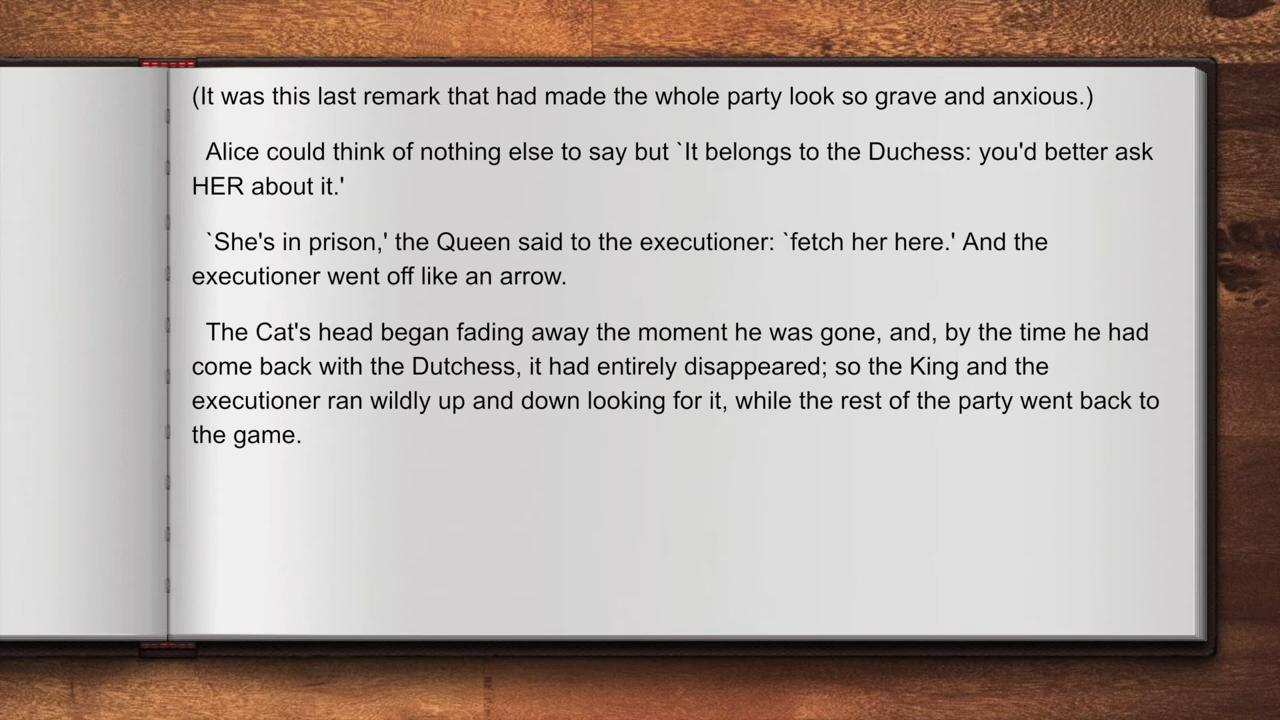 (It was this last remark that had made the whole party look so grave and anxious.)
Alice could think of nothing else to say but `It belongs to the Duchess: you'd better ask
HER about it.'
`She's in prison,' the Queen said to the executioner: `fetch her here.' And the
executioner went off like an arrow.
The Cat's head began fading away the moment he was gone, and, by the time he had
come back with the Dutchess, it had entirely disappeared; so the King and the
executioner ran wildly up and down looking for it, while the rest of the party went back to
the game.